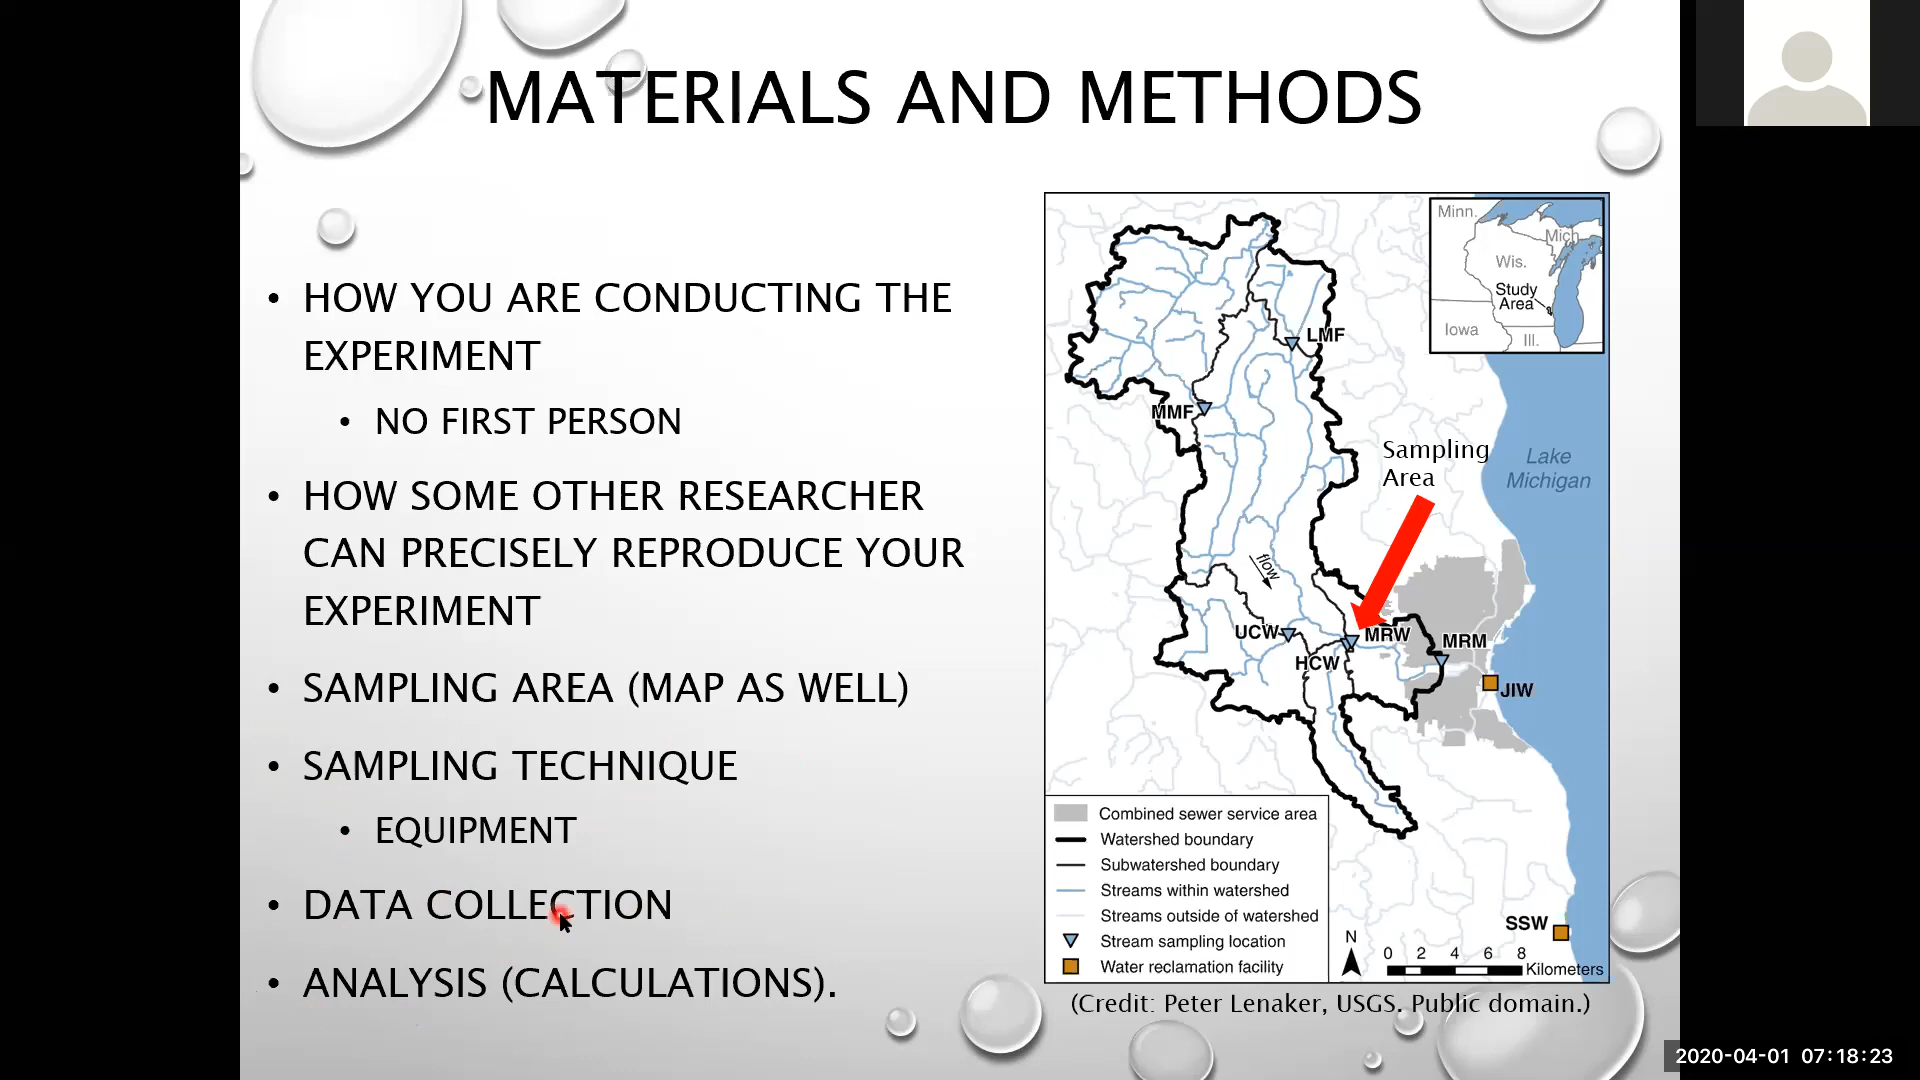 MATERIALS AND METHODS
• HOW YOU ARE CONDUCTING THE
EXPERIMENT
• NO FIRST PERSON
• HOW SOME OTHER RESEARCHER
CAN PRECISELY REPRODUCE YOUR
EXPERIMENT
• SAMPLING AREA (MAP AS WELL)
• SAMPLING TECHNIQUE
• EQUIPMENT
• DATA COLLECTION
• ANALYSIS (CALCULATIONS).
Minn.
Mich
Wis.
Study
Area
Iowa
Ill.
LMF
MMF
Sampling
Area
Lake
Michigan
flow
UCW
MRW
MRM
HCW
JIW
SSW
Combined sewer service area
Watershed boundary
Subwatershed boundary
Streams within watershed
Streams outside of watershed
Stream sampling location
Water reclamation facility
N
0 2 4 6 8
Kilometers
(Credit: Peter Lenaker, USGS. Public domain.)
2020-04-01 07:18:23